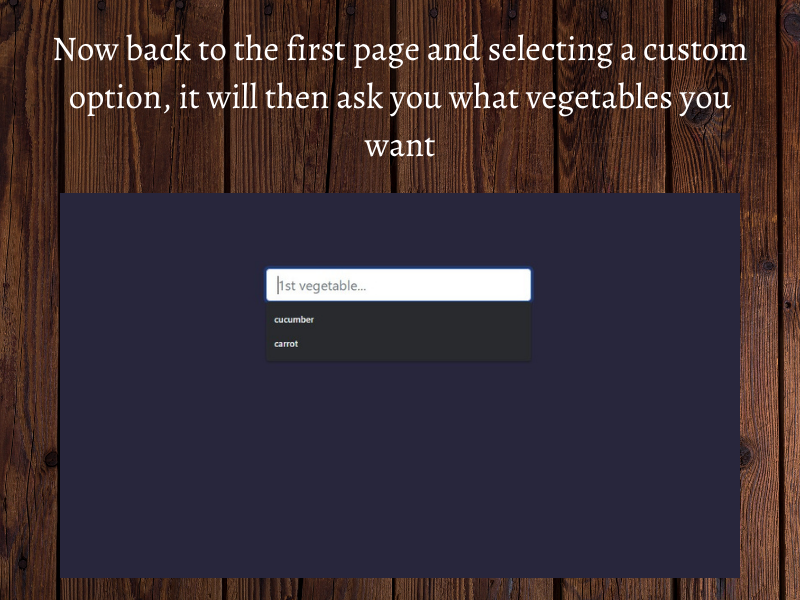 Now back to the first page and selecting a custom
option, it will then ask you what vegetables you
want
1st vegetable...
cucumber
carrot